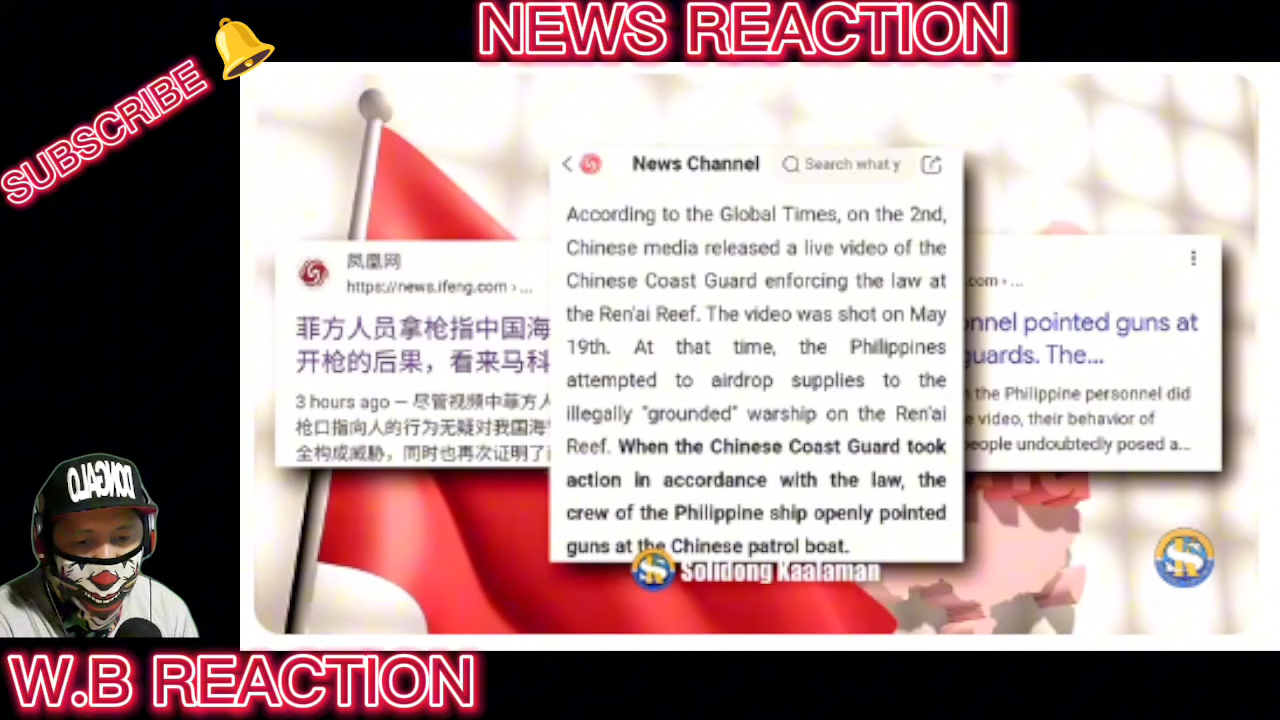 NEWS REACTION
SUBSCRIBE
News Channel
Search what y
According to the Global Times, on the 2nd,
Chinese media released a live video of the
Chinese Coast Guard enforcing the law at
the Ren'ai Reef. The video was shot on May
19th. At that time, the Philippines
attempted to airdrop supplies to the
illegally "grounded" warship on the Ren'ai
Reef. When the Chinese Coast Guard took
action in accordance with the law, the
crew of the Philippine ship openly pointed
guns at the Chinese patrol boat.
凤凰网
https://news.ifeng.com › ...
菲方人员拿枪指中国海
开枪的后果，看来马科
3 hours ago — 尽管视频中菲方人
枪口指向人的行为无疑对我国海
全构成威胁，同时也再次证明了
.com › ...
nnel pointed guns at
guards. The...
the Philippine personnel did
video, their behavior of
people undoubtedly posed a...
Solidong Kaalaman
DONGALO
W.B REACTION